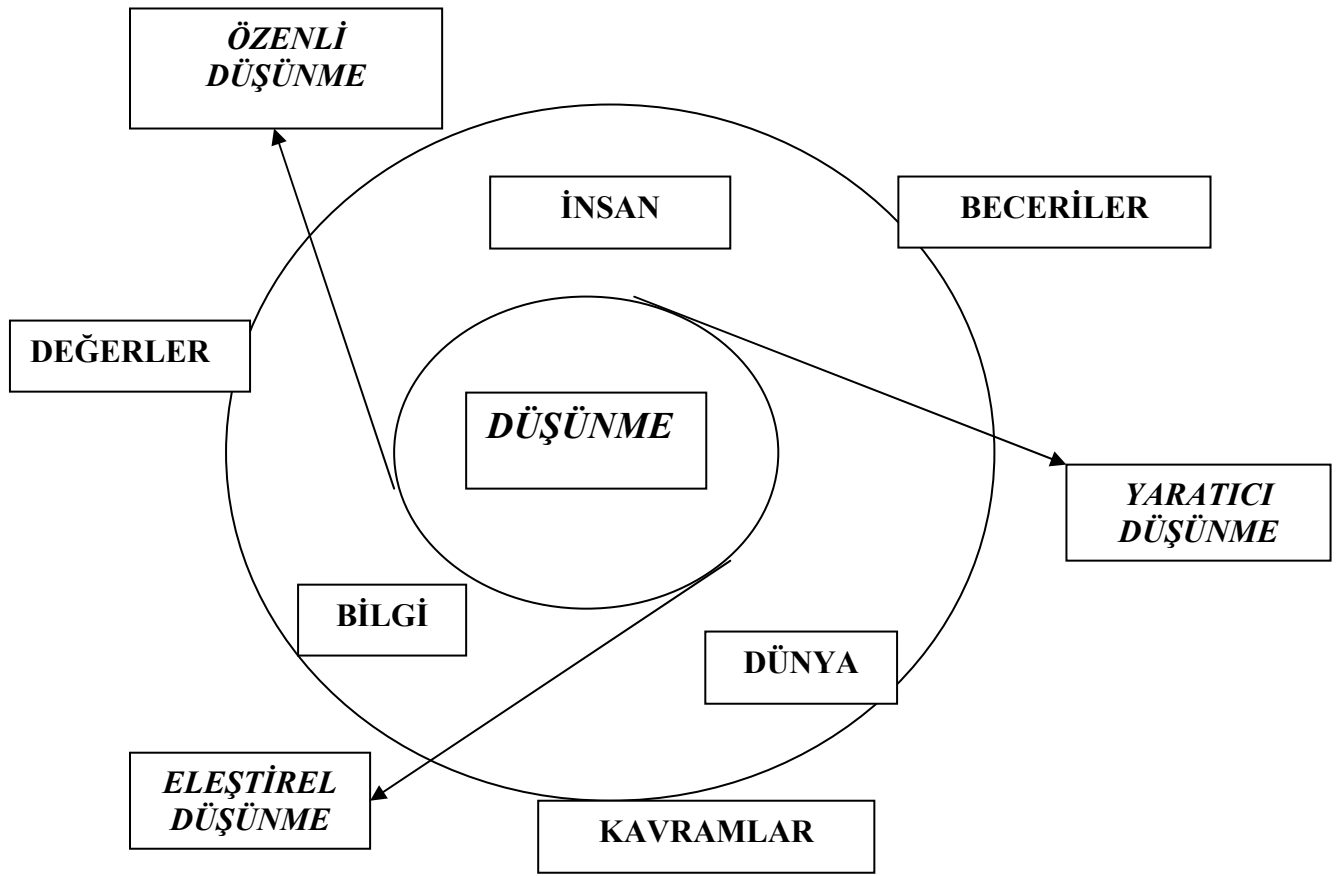 ÖZENLİ
DÜŞÜNME
İNSAN
BECERİLER
DEĞERLER
DÜŞÜNME
YARATICI
DÜŞÜNME
BİLGİ
DÜNYA
ELEŞTİREL
DÜŞÜNME
KAVRAMLAR